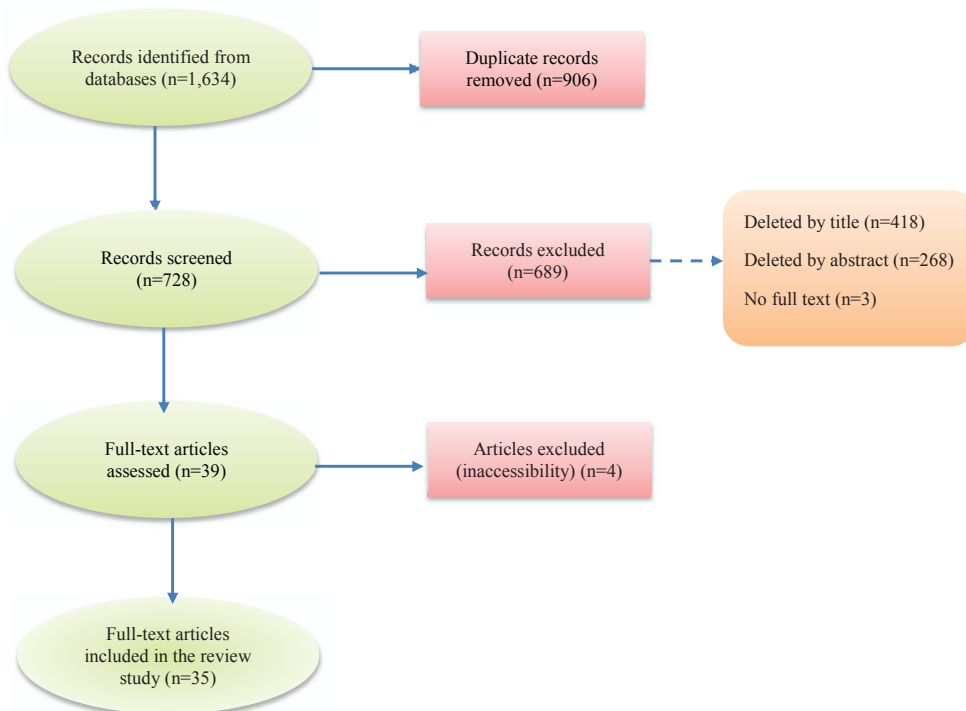 Records identified from
databases (n=1,634)
Duplicate records
removed (n=906)
Records screened
(n=728)
Records excluded
(n=689)
Deleted by title (n=418)
Deleted by abstract (n=268)
No full text (n=3)
Full-text articles
assessed (n=39)
Articles excluded
(inaccessibility) (n=4)
Full-text articles
included in the review
study (n=35)